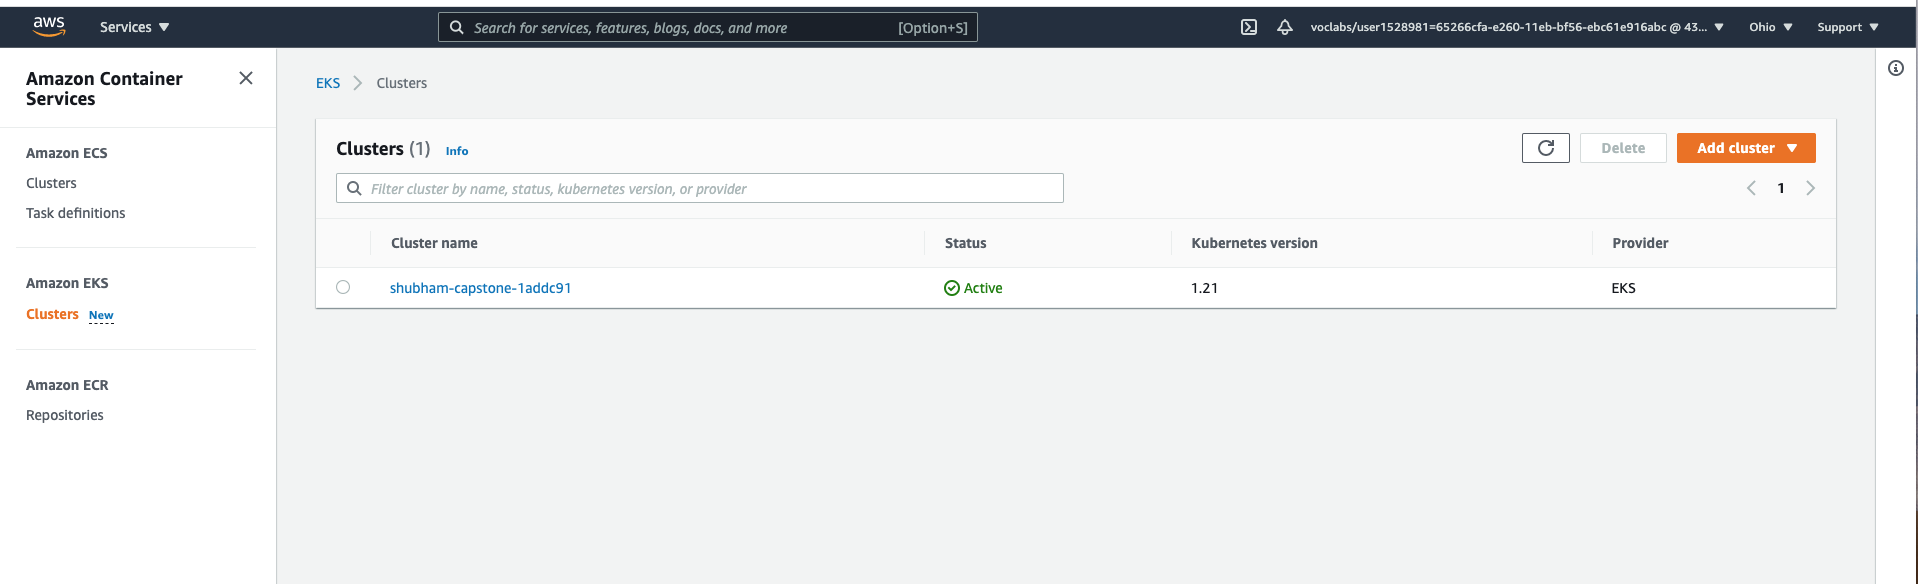 aws Services Search for services, features, blogs, docs, and more [Option+S] voclabs/user1528981=65266cfa-e260-11eb-bf56-ebc61e916abc @ 43... Ohio Support
Amazon Container
Services
Amazon ECS
Clusters
Task definitions
Amazon EKS
Clusters New
Amazon ECR
Repositories
EKS Clusters
Clusters (1) Info Delete Add cluster
Filter cluster by name, status, kubernetes version, or provider 1
Cluster name Status Kubernetes version Provider
shubham-capstone-1addc91 Active 1.21 EKS